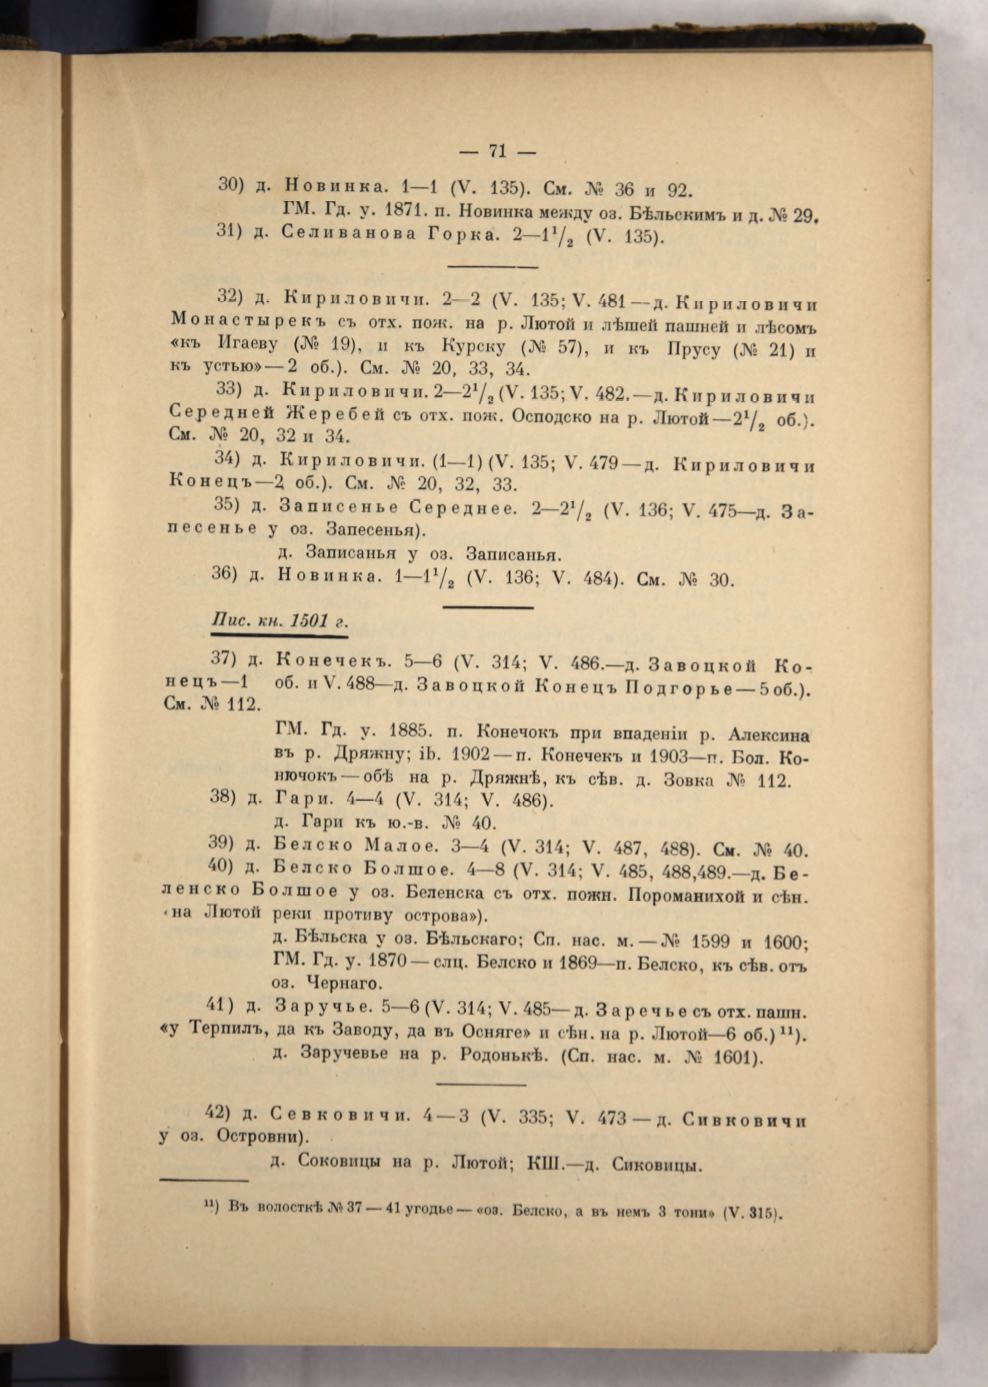 — 71 —
30) д. Новинка. 1—1 (V. 135). См. № 36 и 92.
ГМ. Гд. у. 1871. п. Новинка между оз. Бѣльскимъ и д. № 29.
31) д. Селиванова Горка. 2—1¹/₂ (V. 135).
32) д. Кириловичи. 2—2 (V. 135; V. 481—д. Кириловичи
Монастырекъ съ отх. пож. на р. Лютой и лѣшей пашней и лѣсомъ
«къ Игаеву (№ 19), и къ Курску (№ 57), и къ Прусу (№ 21) и
къ устью»—2 об.). См. № 20, 33, 34.
33) д. Кириловичи. 2—2¹/₂ (V. 135; V. 482.—д. Кириловичи
Середней Жеребей съ отх. пож. Осподско на р. Лютой—2¹/₂ об.).
См. № 20, 32 и 34.
34) д. Кириловичи. (1—1) (V. 135; V. 479—д. Кириловичи
Конецъ—2 об.). См. № 20, 32, 33.
35) д. Записенье Середнее. 2—2¹/₂ (V. 136; V. 475—д. За-
песенье у оз. Запесенья).
д. Записанья у оз. Записанья.
36) д. Новинка. 1—1¹/₂ (V. 136; V. 484). См. № 30.
Пис. кн. 1501 г.
37) д. Конечекъ. 5—6 (V. 314; V. 486.—д. Завоцкой Ко-
нецъ—1 об. и V. 488—д. Завоцкой Конецъ Подгорье—5 об.).
См. № 112.
ГМ. Гд. у. 1885. п. Конечокъ при впаденіи р. Алексина
въ р. Дряжну; ib. 1902—п. Конечекъ и 1903—п. Бол. Ко-
нючокъ—обѣ на р. Дряжнѣ, къ сѣв. д. Зовка № 112.
38) д. Гари. 4—4 (V. 314; V. 486).
д. Гари къ ю.-в. № 40.
39) д. Белско Малое. 3—4 (V. 314; V. 487, 488). См. № 40.
40) д. Белско Болшое. 4—8 (V. 314; V. 485, 488,489.—д. Бе-
ленско Болшое у оз. Беленска съ отх. пожн. Пороманихой и сѣн.
«на Лютой реки противу острова»).
д. Бѣльска у оз. Бѣльскаго; Сп. нас. м.—№ 1599 и 1600;
ГМ. Гд. у. 1870—слц. Белско и 1869—п. Белско, къ сѣв. отъ
оз. Чернаго.
41) д. Заручье. 5—6 (V. 314; V. 485—д. Заречье съ отх. пашн.
«у Терпилъ, да къ Заводу, да въ Осняге» и сѣн. на р. Лютой—6 об.) ¹¹).
д. Заручевье на р. Родонькѣ. (Сп. нас. м. № 1601).
42) д. Севковичи. 4—3 (V. 335; V. 473—д. Сивковичи
у оз. Островни).
д. Соковицы на р. Лютой; КШ.—д. Сиковицы.
¹¹) Въ волосткѣ № 37—41 угодье—«оз. Белско, а въ немъ 3 тони» (V. 315).